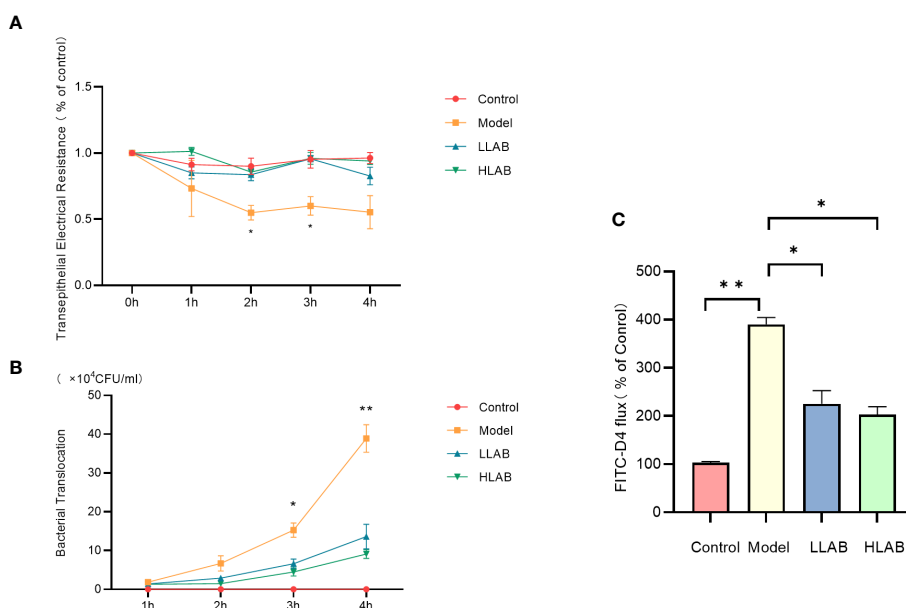 A
Transepithelial Electrical Resistance ( % of control)
1.5
1.0
0.5
0.0
0h 1h 2h 3h 4h
* *
Control
Model
LLAB
HLAB
B
( ×10⁴CFU/ml)
Bacterial Translocation
50
40
30
20
10
0
1h 2h 3h 4h
* **
Control
Model
LLAB
HLAB
C
*
*
* *
FITC-D4 flux( % of Conrol)
500
400
300
200
100
0
Control Model LLAB HLAB